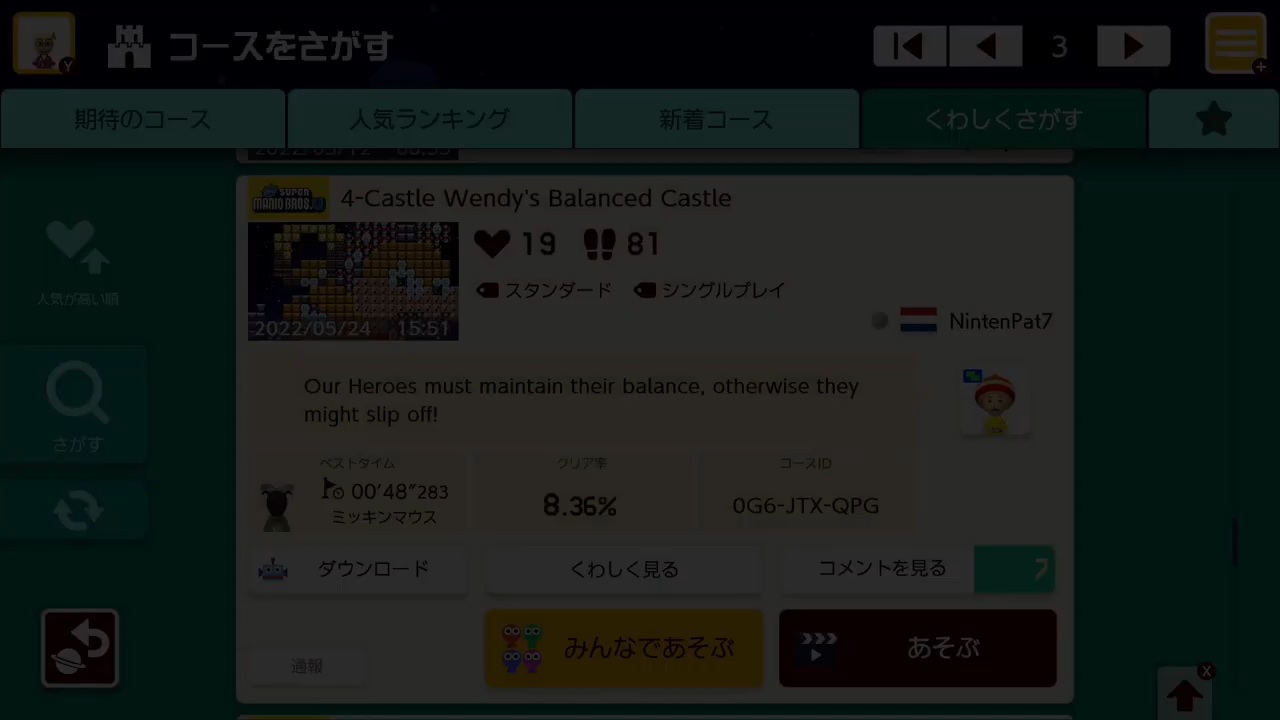 コースをさがす
3
期待のコース
人気ランキング
新着コース
くわしくさがす
4-Castle Wendy's Balanced Castle
SUPER
MARIO BROS.U
19
81
スタンダード
シングルプレイ
2022/05/24 15:51
NintenPat7
人気が高い順
Our Heroes must maintain their balance, otherwise they
might slip off!
さがす
ベストタイム
クリア率
コースID
00'48"283
ミッキンマウス
8.36%
0G6-JTX-QPG
ダウンロード
くわしく見る
コメントを見る
7
通報
みんなであそぶ
あそぶ
Y
X